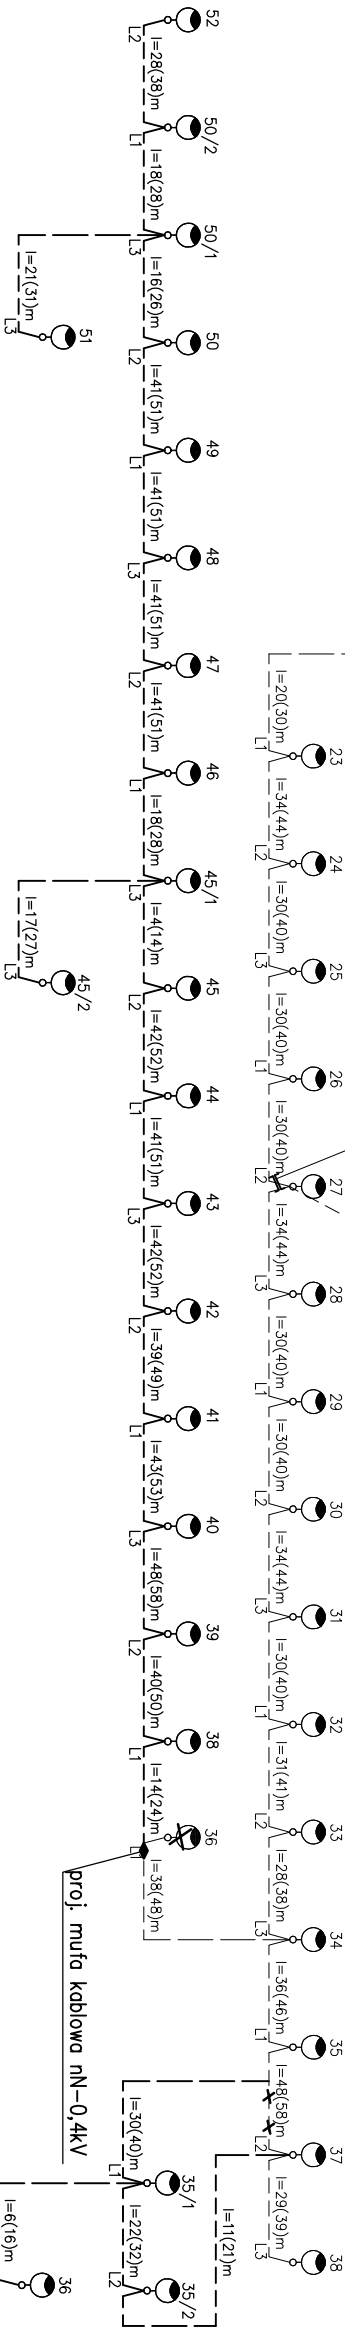 52
L2
l=28(38)m
50/2
L1
l=18(28)m
50/1
L3
l=21(31)m
L3
51
l=16(26)m
50
L2
l=41(51)m
49
L1
l=41(51)m
48
L3
l=41(51)m
47
L2
l=41(51)m
46
L1
l=18(28)m
45/1
L3
l=17(27)m
L3
45/2
l=4(14)m
45
L2
l=42(52)m
44
L1
l=41(51)m
43
L3
l=42(52)m
42
L2
l=39(49)m
41
L1
l=43(53)m
40
L3
l=48(58)m
39
L2
l=40(50)m
38
L1
l=14(24)m
36
l=38(48)m
proj. mufa kablowa nN-0,4kV
l=20(30)m
23
L1
l=34(44)m
24
L2
l=30(40)m
25
L3
l=30(40)m
26
L1
l=30(40)m
27
L2
l=34(44)m
28
L3
l=30(40)m
29
L1
l=30(40)m
30
L2
l=34(44)m
31
L3
l=30(40)m
32
L1
l=31(41)m
33
L2
l=28(38)m
34
L3
l=36(46)m
35
L1
l=48(58)m
37
L2
l=29(39)m
38
L3
l=30(40)m
35/1
L1
l=22(32)m
35/2
L2
l=11(21)m
l=6(16)m
36